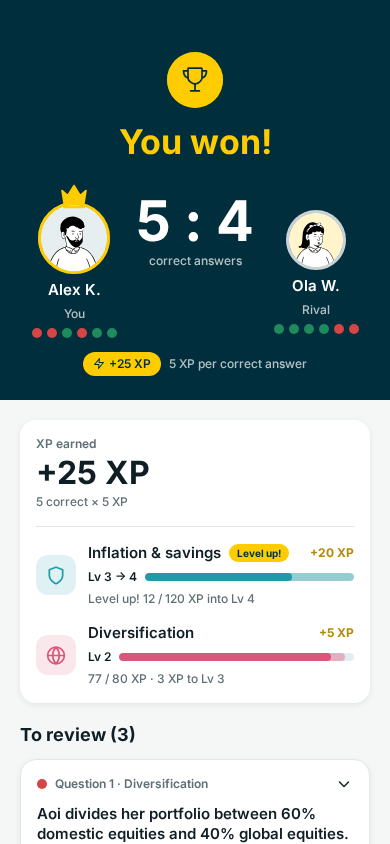 You won!
5 : 4
correct answers
Alex K.
You
Ola W.
Rival
+25 XP
5 XP per correct answer
XP earned
+25 XP
5 correct × 5 XP
Inflation & savings
Level up!
+20 XP
Lv 3 → 4
Level up! 12 / 120 XP into Lv 4
Diversification
+5 XP
Lv 2
77 / 80 XP · 3 XP to Lv 3
To review (3)
Question 1 · Diversification
Aoi divides her portfolio between 60%
domestic equities and 40% global equities.